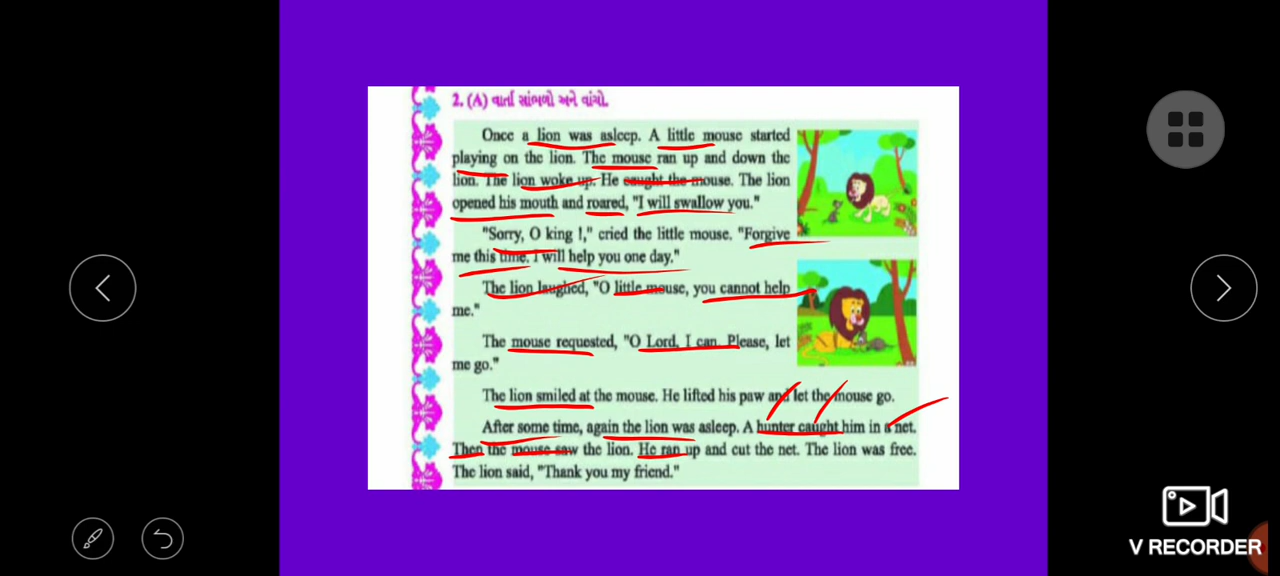 2. (A) વાર્તા સાંભળો અને વાંચો.
Once a lion was asleep. A little mouse started
playing on the lion. The mouse ran up and down the
lion. The lion woke up. He caught the mouse. The lion
opened his mouth and roared, "I will swallow you."
"Sorry, O king !," cried the little mouse. "Forgive
me this time. I will help you one day."
The lion laughed, "O little mouse, you cannot help
me."
The mouse requested, "O Lord, I can. Please, let
me go."
The lion smiled at the mouse. He lifted his paw and let the mouse go.
After some time, again the lion was asleep. A hunter caught him in a net.
Then the mouse saw the lion. He ran up and cut the net. The lion was free.
The lion said, "Thank you my friend."
V RECORDER